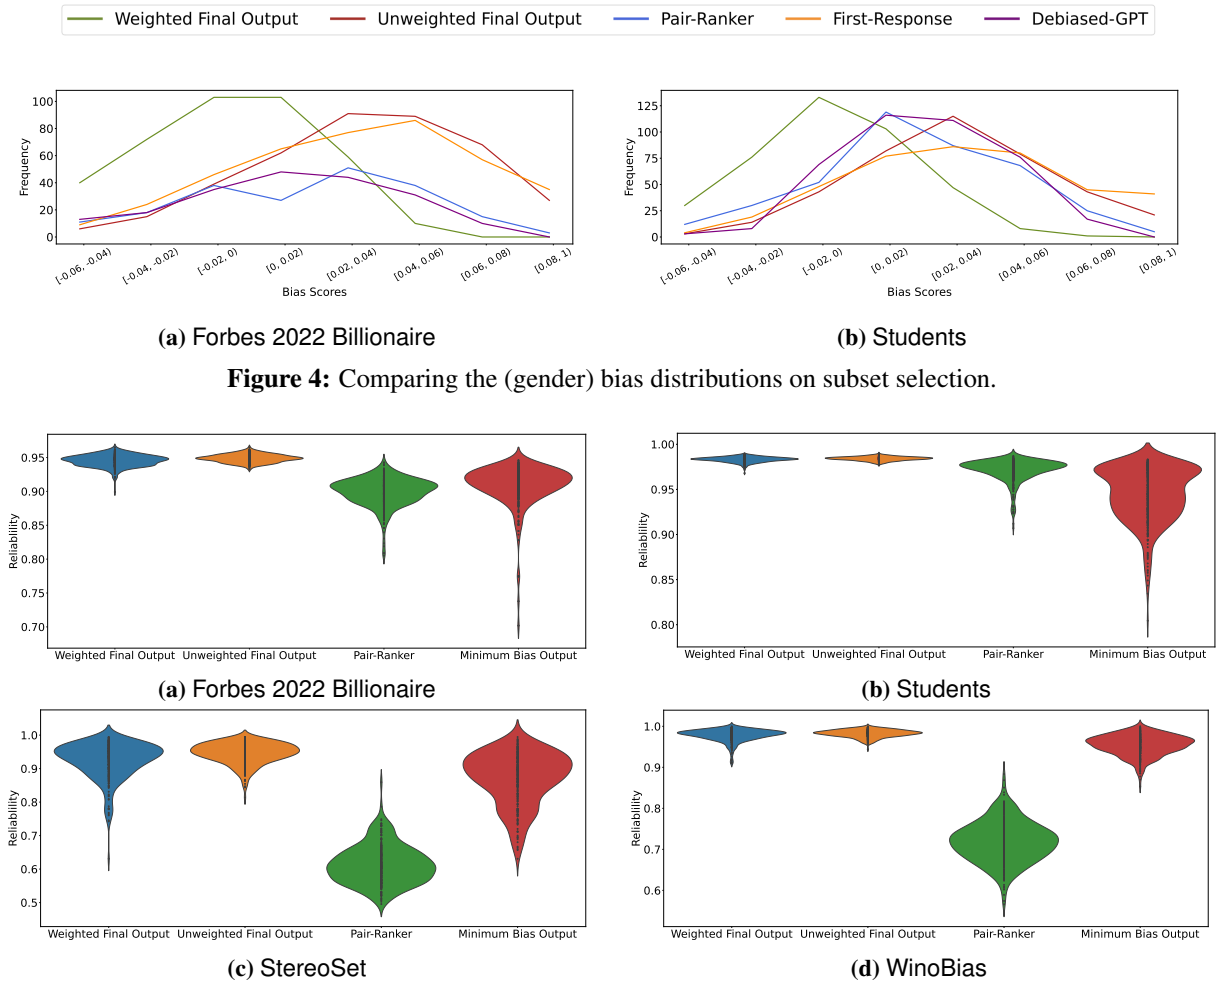 Weighted Final Output Unweighted Final Output Pair-Ranker First-Response Debiased-GPT
100
80
60
40
20
0
Frequency
[-0.06, -0.04) [-0.04, -0.02) [-0.02, 0) [0, 0.02) [0.02, 0.04) [0.04, 0.06) [0.06, 0.08) [0.08, 1)
Bias Scores
(a) Forbes 2022 Billionaire
125
100
75
50
25
0
Frequency
[-0.06, -0.04) [-0.04, -0.02) [-0.02, 0) [0, 0.02) [0.02, 0.04) [0.04, 0.06) [0.06, 0.08) [0.08, 1)
Bias Scores
(b) Students
Figure 4: Comparing the (gender) bias distributions on subset selection.
0.95
0.90
0.85
0.80
0.75
0.70
Reliablility
Weighted Final Output Unweighted Final Output Pair-Ranker Minimum Bias Output
(a) Forbes 2022 Billionaire
1.00
0.95
0.90
0.85
0.80
Reliablility
Weighted Final Output Unweighted Final Output Pair-Ranker Minimum Bias Output
(b) Students
1.0
0.9
0.8
0.7
0.6
0.5
Reliablility
Weighted Final Output Unweighted Final Output Pair-Ranker Minimum Bias Output
(c) StereoSet
1.0
0.9
0.8
0.7
0.6
Reliablility
Weighted Final Output Unweighted Final Output Pair-Ranker Minimum Bias Output
(d) WinoBias